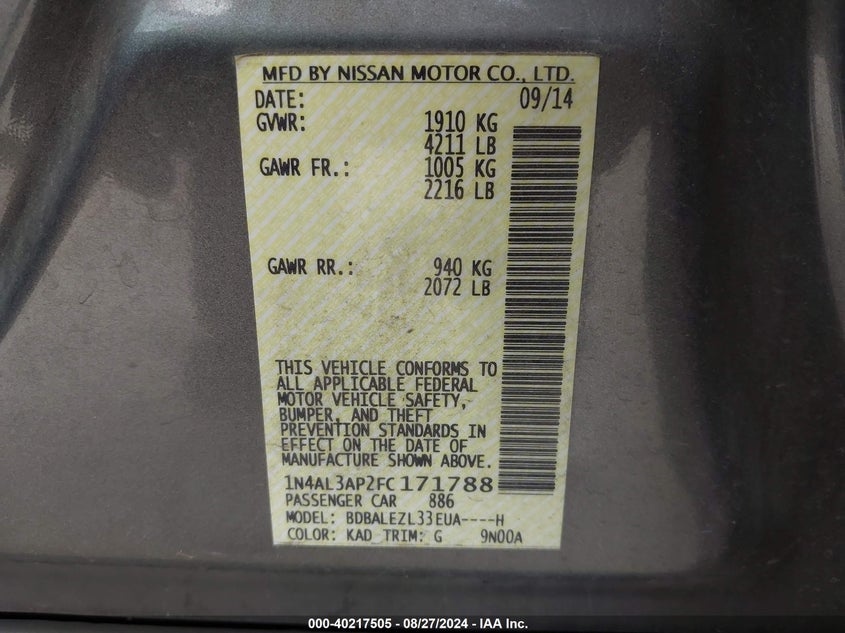 MFD BY NISSAN MOTOR CO., LTD.
DATE: 09/14
GVWR: 1910 KG
4211 LB
GAWR FR.: 1005 KG
2216 LB
GAWR RR.: 940 KG
2072 LB
THIS VEHICLE CONFORMS TO
ALL APPLICABLE FEDERAL
MOTOR VEHICLE SAFETY,
BUMPER, AND THEFT
PREVENTION STANDARDS IN
EFFECT ON THE DATE OF
MANUFACTURE SHOWN ABOVE.
1N4AL3AP2FC171788
PASSENGER CAR 886
MODEL: BDBALEZL33EUA----H
COLOR: KAD TRIM: G 9N00A
000-40217505 - 08/27/2024 - IAA Inc.